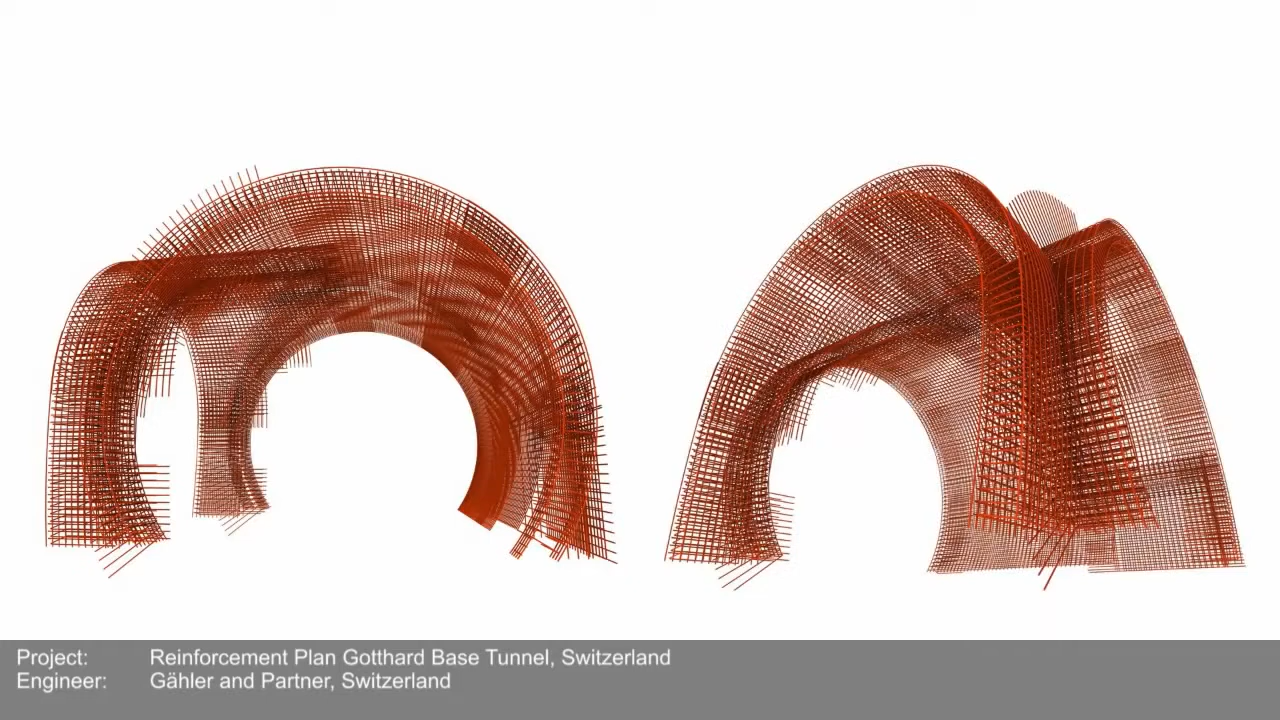 Project: Reinforcement Plan Gotthard Base Tunnel, Switzerland
Engineer: Gähler and Partner, Switzerland